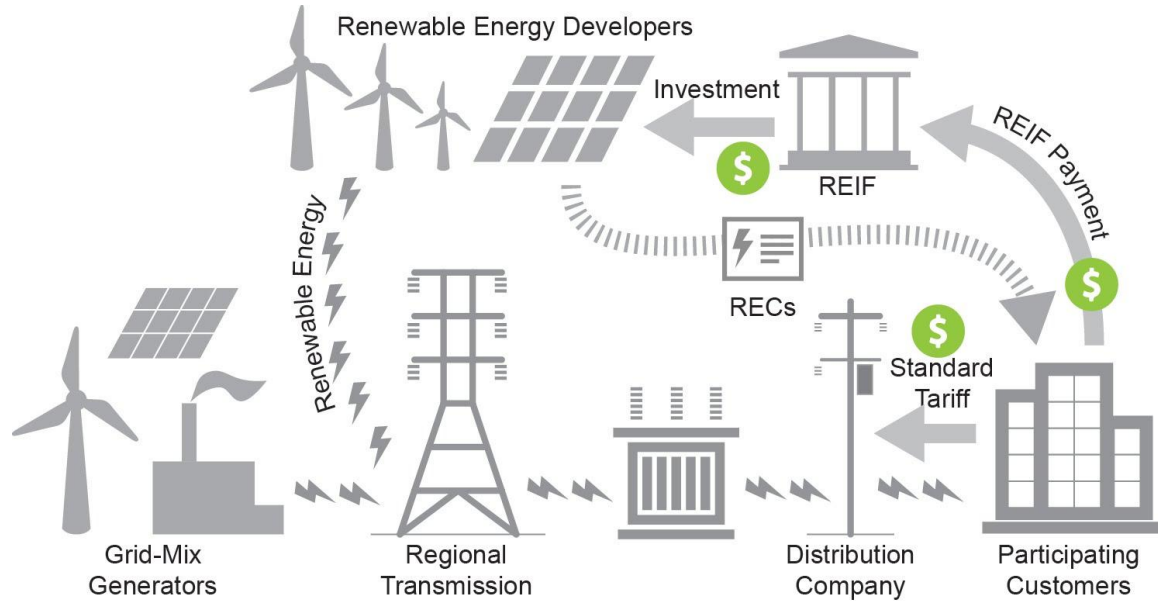 Renewable Energy Developers
Investment
$
REIF
REIF Payment
$
RECs
Renewable Energy
$
Standard
Tariff
Grid-Mix
Generators
Regional
Transmission
Distribution
Company
Participating
Customers